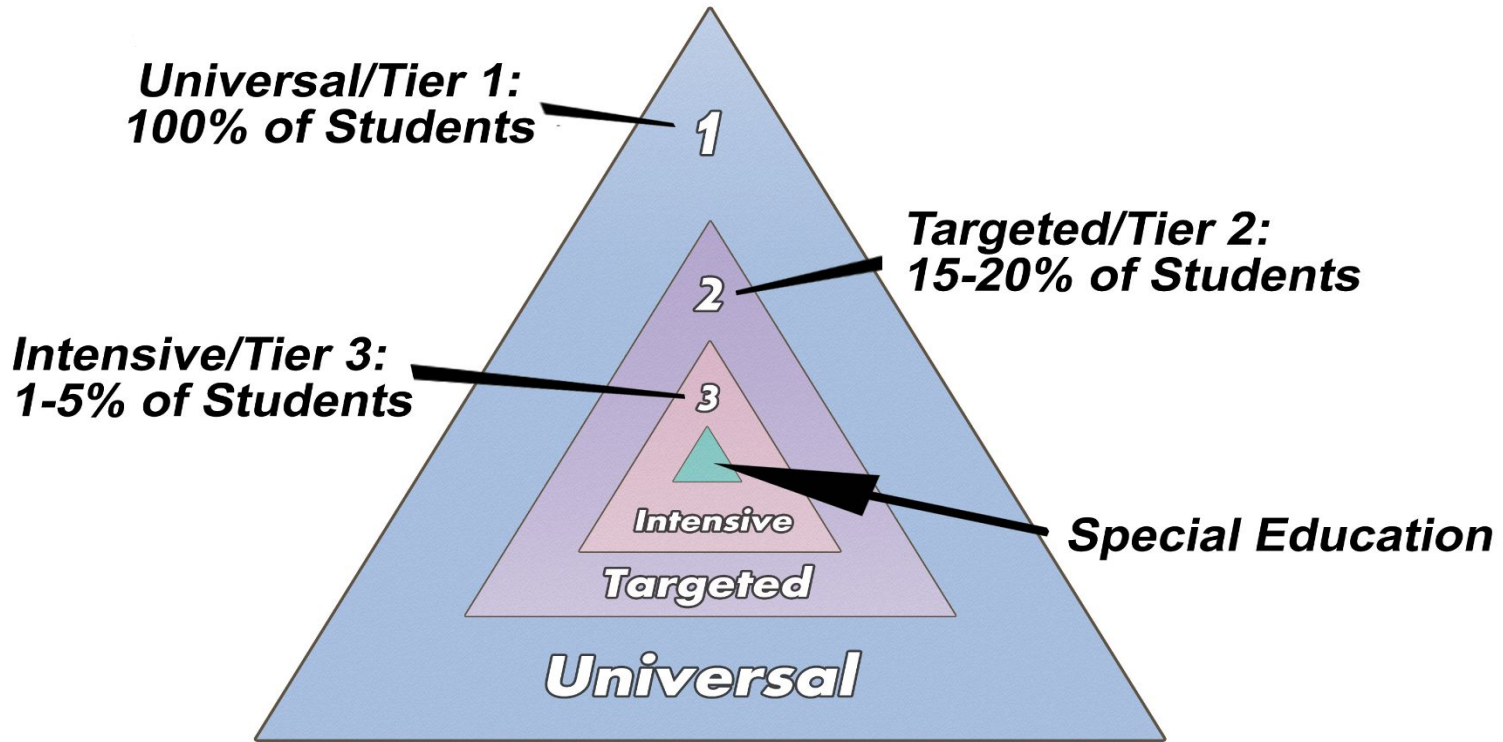 Universal/Tier 1:
100% of Students
1
Targeted/Tier 2:
15-20% of Students
2
Intensive/Tier 3:
1-5% of Students
3
Intensive
Special Education
Targeted
Universal